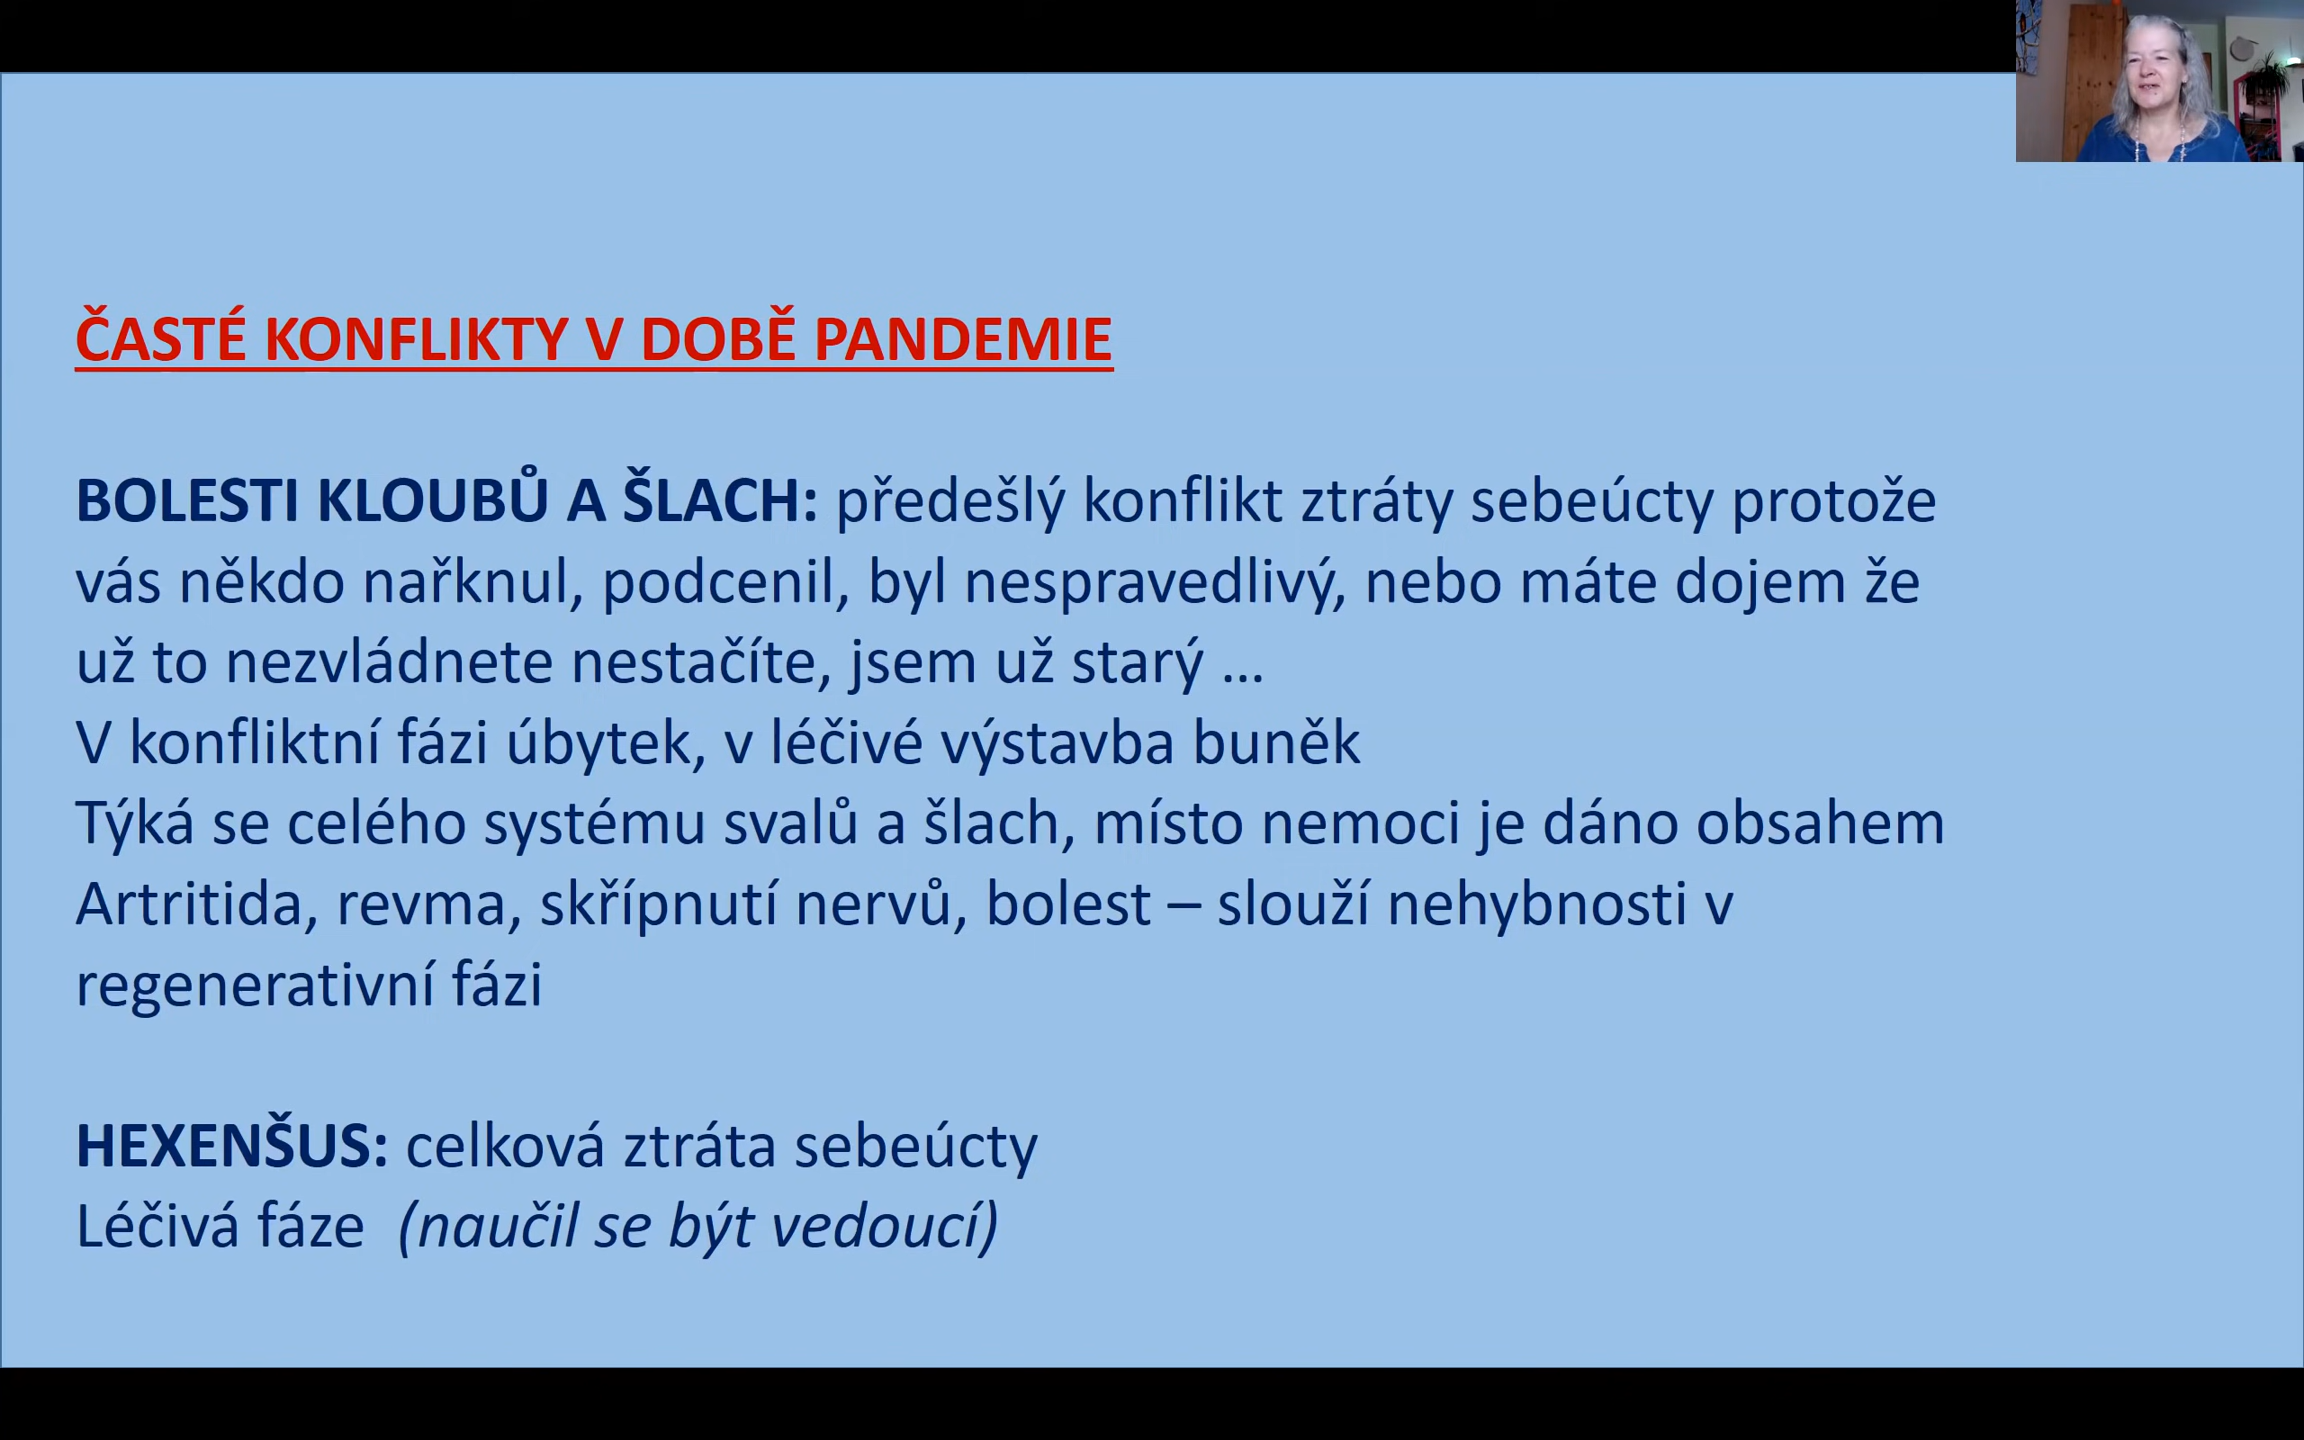 ČASTÉ KONFLIKTY V DOBĚ PANDEMIE
BOLESTI KLOUBŮ A ŠLACH: předešlý konflikt ztráty sebeúcty protože
vás někdo nařknul, podcenil, byl nespravedlivý, nebo máte dojem že
už to nezvládnete nestačíte, jsem už starý ...
V konfliktní fázi úbytek, v léčivé výstavba buněk
Týká se celého systému svalů a šlach, místo nemoci je dáno obsahem
Artritida, revma, skřípnutí nervů, bolest – slouží nehybnosti v
regenerativní fázi
HEXENŠUS: celková ztráta sebeúcty
Léčivá fáze (naučil se být vedoucí)